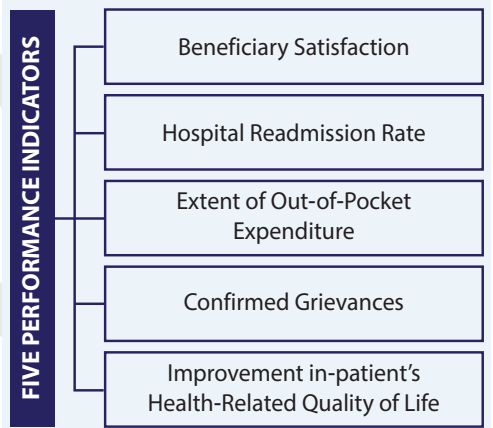 FIVE PERFORMANCE INDICATORS
Beneficiary Satisfaction
Hospital Readmission Rate
Extent of Out-of-Pocket
Expenditure
Confirmed Grievances
Improvement in-patient's
Health-Related Quality of Life